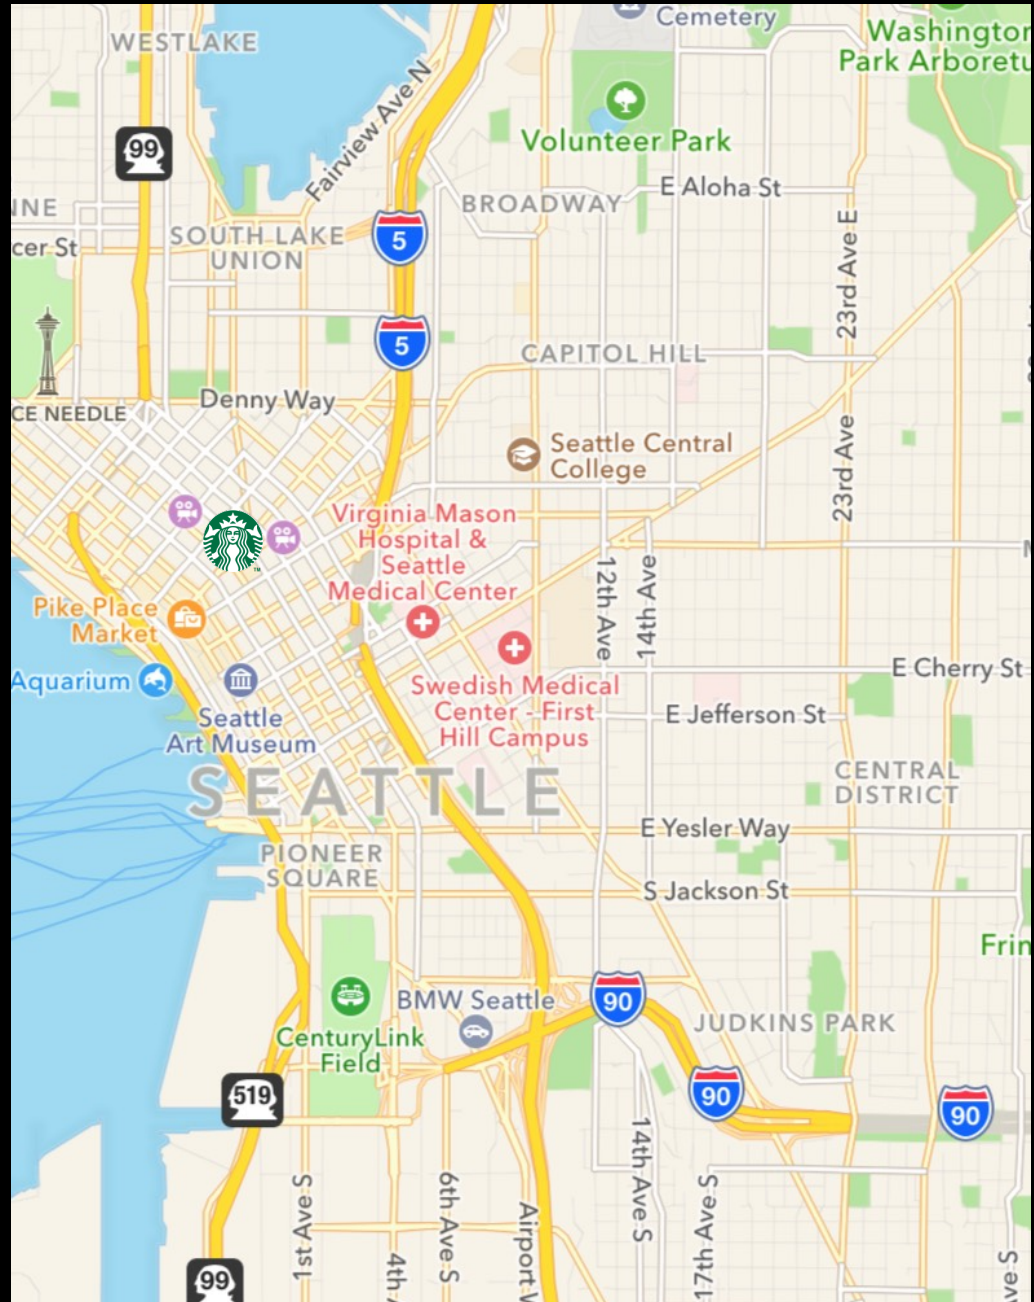 Cemetery
Washington
Park Arboretu
WESTLAKE
Fairview Ave N
99
Volunteer Park
E Aloha St
BROADWAY
NNE
cer St
SOUTH LAKE
UNION
5
23rd Ave E
5
CAPITOL HILL
Denny Way
CE NEEDLE
23rd Ave
Seattle Central
College
Virginia Mason
Hospital &
Seattle
Medical Center
TM
12th Ave
14th Ave
Pike Place
Market
Aquarium
E Cherry St
Swedish Medical
Center - First
Hill Campus
Seattle
Art Museum
E Jefferson St
SEATTLE
CENTRAL
DISTRICT
E Yesler Way
PIONEER
SQUARE
S Jackson St
Frin
BMW Seattle
90
JUDKINS PARK
CenturyLink
Field
519
90
90
14th Ave S
1st Ave S
6th Ave S
17th Ave S
Airport W
4th
ve S
99